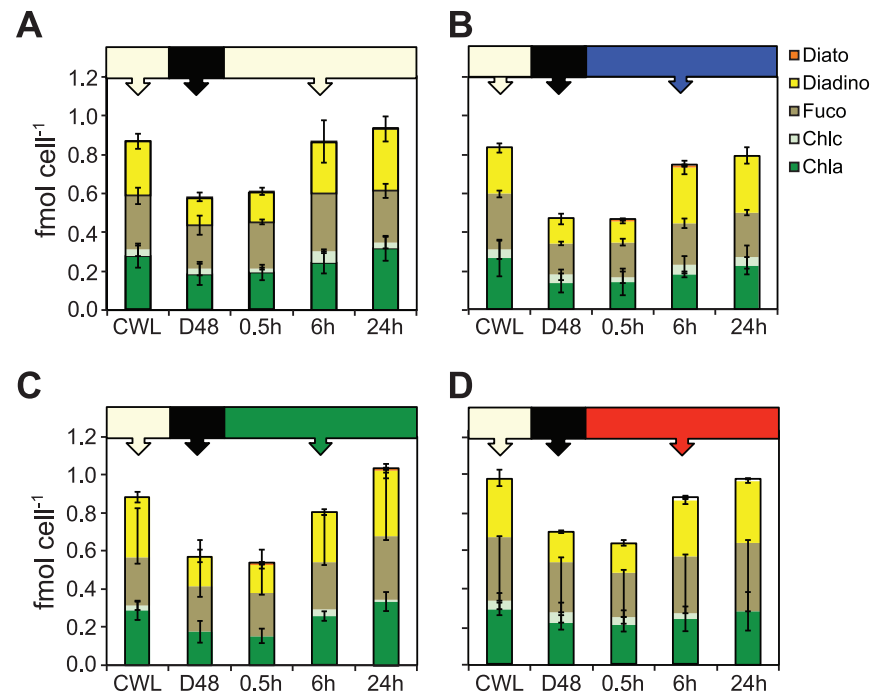 A
B
Diato
Diadino
Fuco
Chlc
Chla
1.2
1.0
0.8
0.6
0.4
0.2
0.0
fmol cell⁻¹
CWL D48 0.5h 6h 24h
CWL D48 0.5h 6h 24h
C
D
1.2
1.0
0.8
0.6
0.4
0.2
0.0
fmol cell⁻¹
CWL D48 0.5h 6h 24h
CWL D48 0.5h 6h 24h